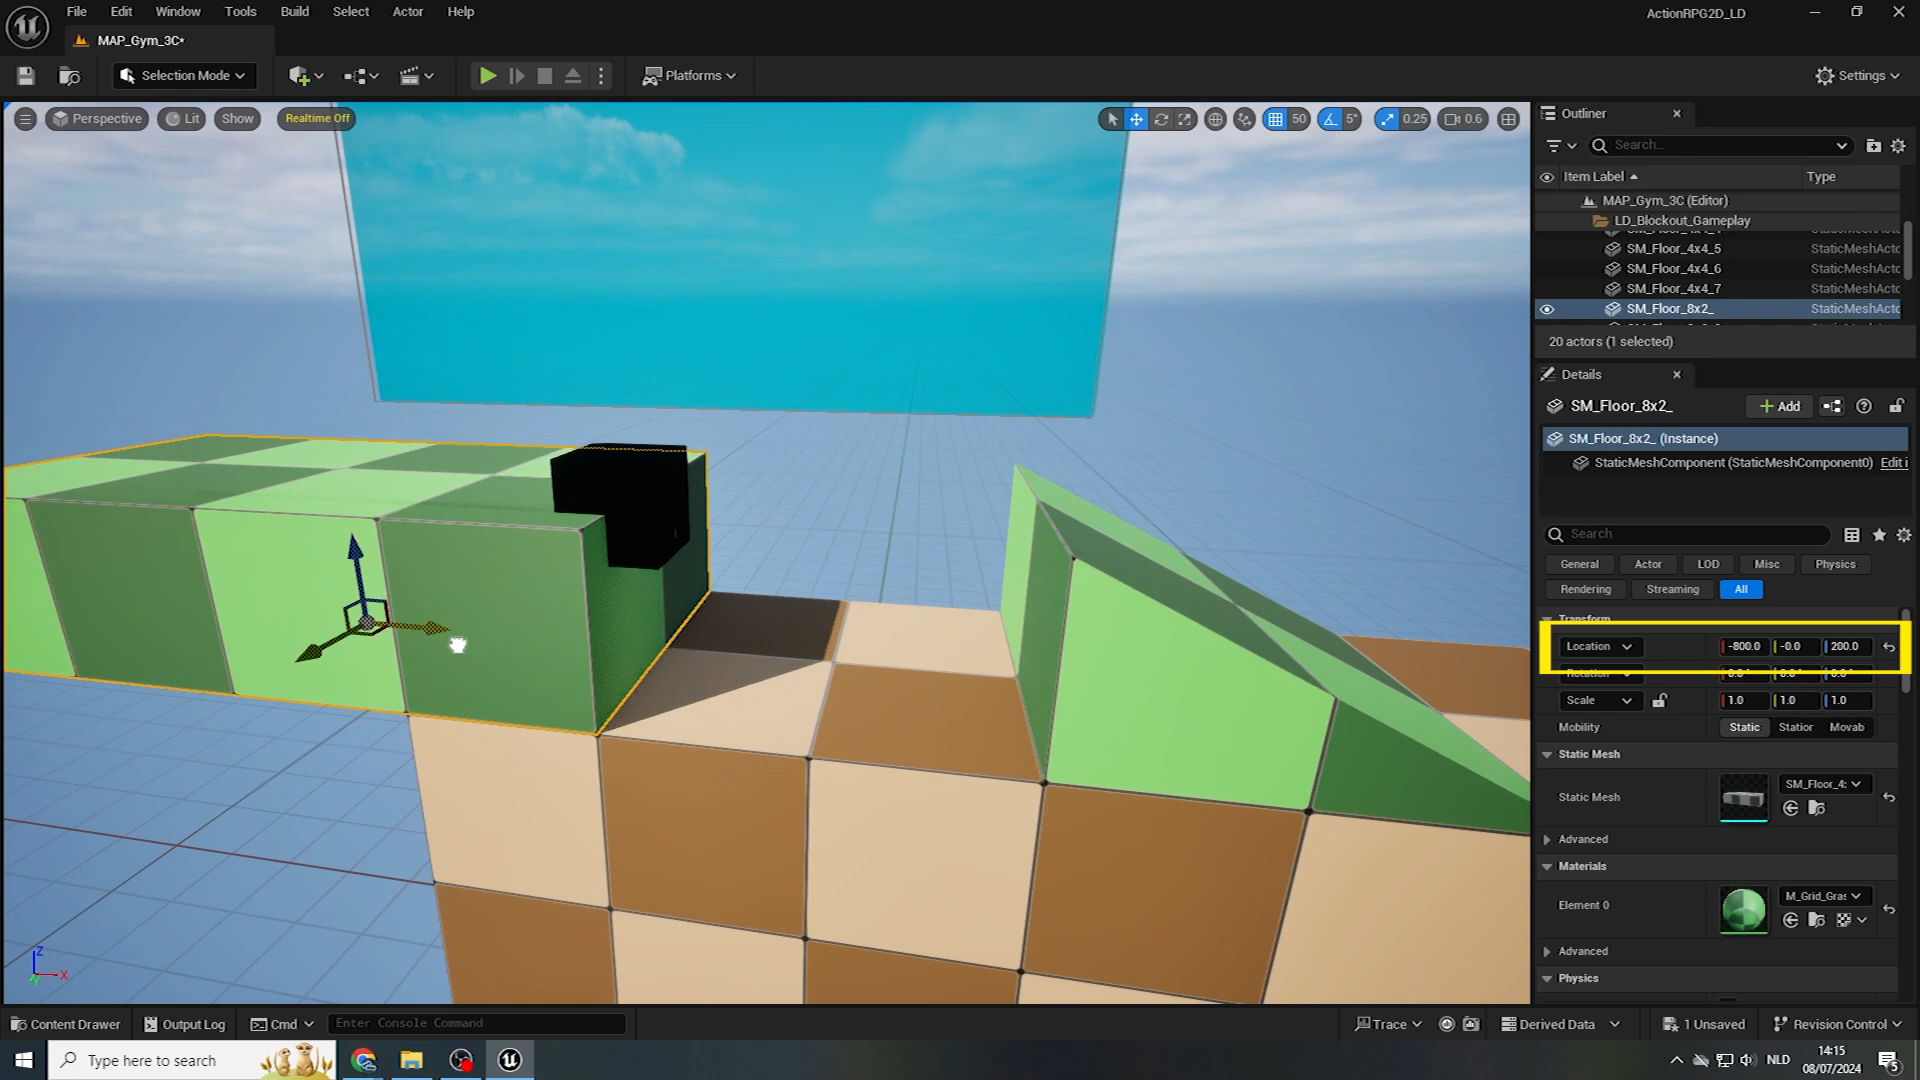 File Edit Window Tools Build Select Actor Help
ActionRPG2D_LD
MAP_Gym_3C*
Selection Mode
Platforms
Settings
Perspective Lit Show Realtime Off
50 5° 0.25 0.6
Outliner
Search...
Item Label Type
MAP_Gym_3C (Editor)
LD_Blockout_Gameplay
SM_Floor_4x4_5 StaticMeshActo
SM_Floor_4x4_6 StaticMeshActo
SM_Floor_4x4_7 StaticMeshActo
SM_Floor_8x2_ StaticMeshActo
20 actors (1 selected)
Details
SM_Floor_8x2_ Add
SM_Floor_8x2_ (Instance)
StaticMeshComponent (StaticMeshComponent0) Edit i
Search
General Actor LOD Misc Physics
Rendering Streaming All
Transform
Location -800.0 -0.0 200.0
Rotation
Scale 1.0 1.0 1.0
Mobility Static Station Movab
Static Mesh
Static Mesh SM_Floor_4:
Advanced
Materials
Element 0 M_Grid_Gras
Advanced
Physics
Z
X
Y
Content Drawer Output Log Cmd Enter Console Command Trace Derived Data 1 Unsaved Revision Control
Type here to search
NLD
14:15
08/07/2024
5